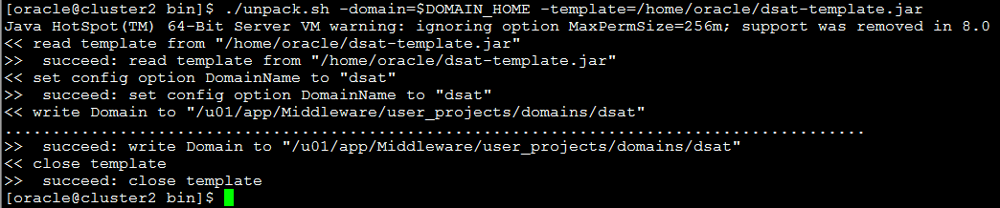 [oracle@cluster2 bin]$ ./unpack.sh -domain=$DOMAIN_HOME -template=/home/oracle/dsat-template.jar
Java HotSpot(TM) 64-Bit Server VM warning: ignoring option MaxPermSize=256m; support was removed in 8.0
<< read template from "/home/oracle/dsat-template.jar"
>>  succeed: read template from "/home/oracle/dsat-template.jar"
<< set config option DomainName to "dsat"
>>  succeed: set config option DomainName to "dsat"
<< write Domain to "/u01/app/Middleware/user_projects/domains/dsat"
...........................................................................................
>>  succeed: write Domain to "/u01/app/Middleware/user_projects/domains/dsat"
<< close template
>>  succeed: close template
[oracle@cluster2 bin]$